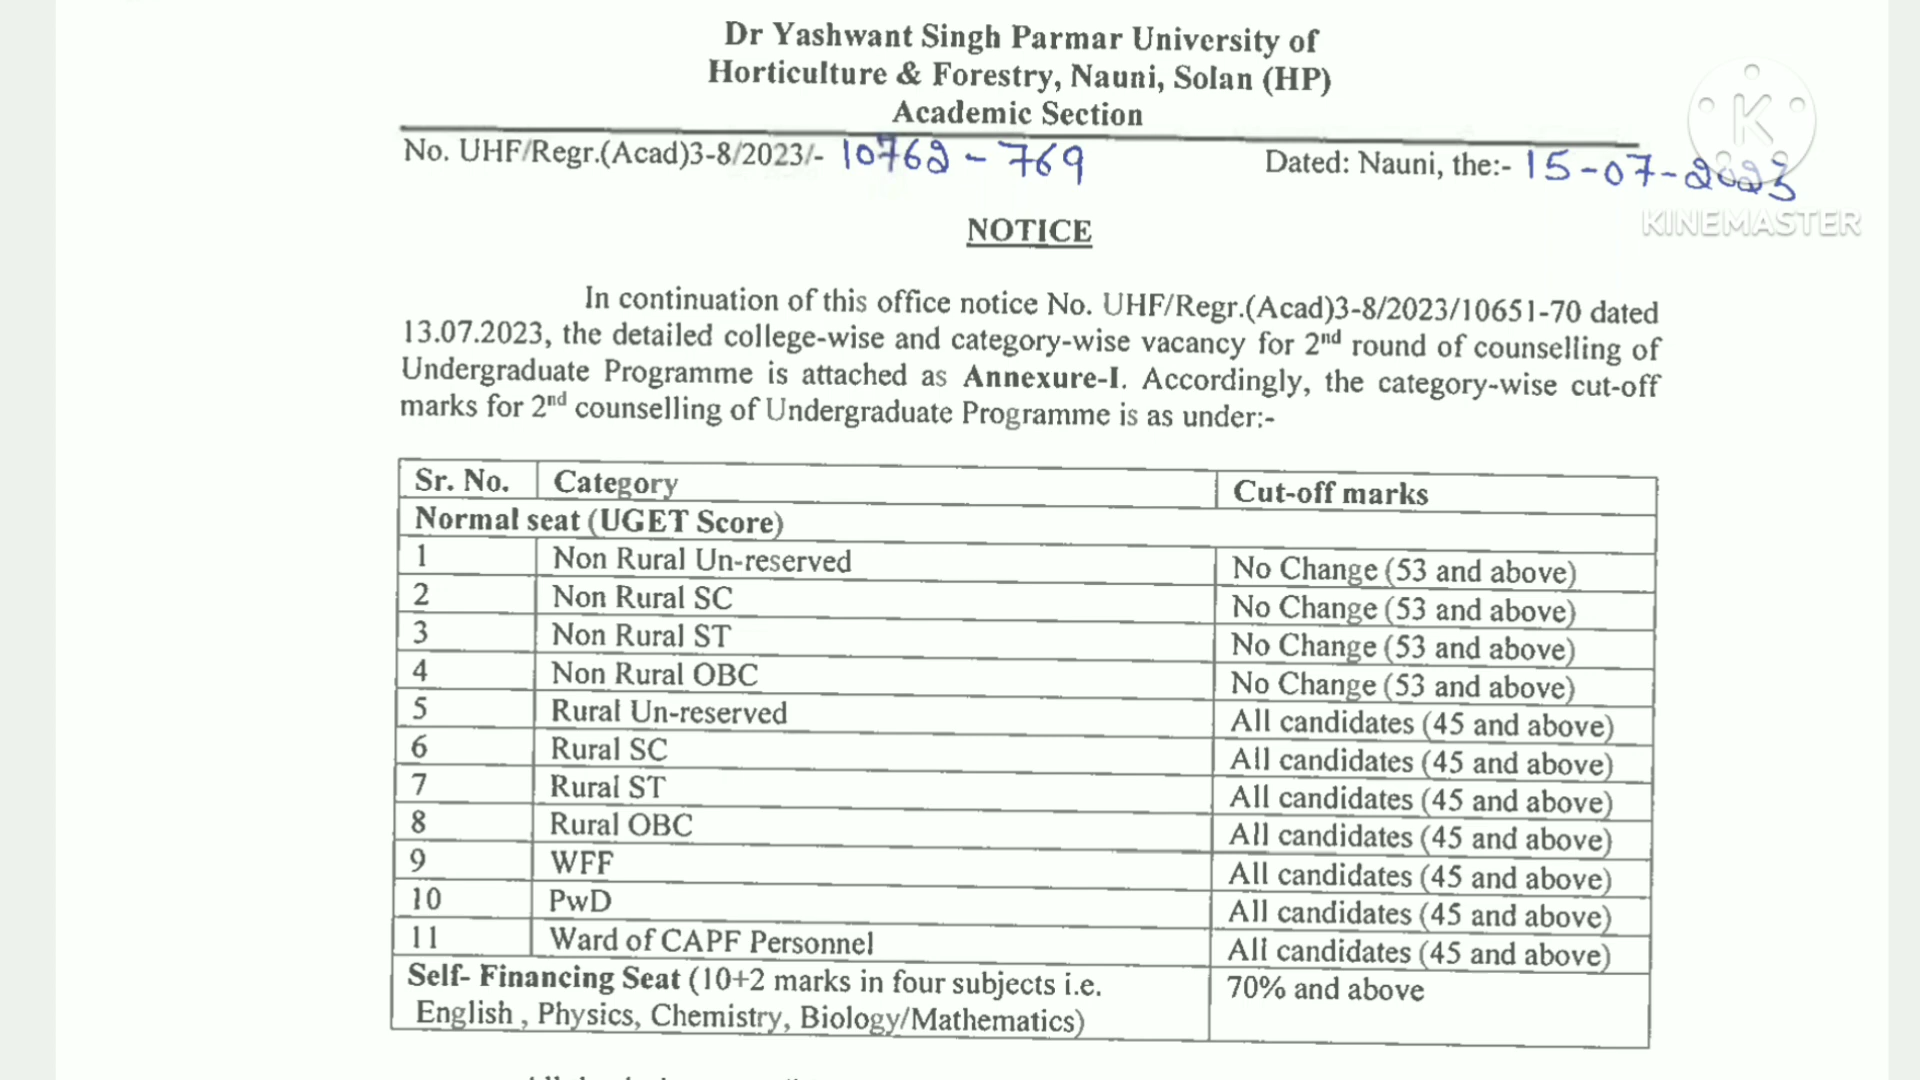 Dr Yashwant Singh Parmar University of
Horticulture & Forestry, Nauni, Solan (HP)
Academic Section
No. UHF/Regr.(Acad)3-8/2023/- 10762 - 769 Dated: Nauni, the:- 15-07-2023
KINEMASTER
NOTICE
In continuation of this office notice No. UHF/Regr.(Acad)3-8/2023/10651-70 dated
13.07.2023, the detailed college-wise and category-wise vacancy for 2nd round of counselling of
Undergraduate Programme is attached as Annexure-I. Accordingly, the category-wise cut-off
marks for 2nd counselling of Undergraduate Programme is as under:-
Sr. No. Category Cut-off marks
Normal seat (UGET Score)
1 Non Rural Un-reserved No Change (53 and above)
2 Non Rural SC No Change (53 and above)
3 Non Rural ST No Change (53 and above)
4 Non Rural OBC No Change (53 and above)
5 Rural Un-reserved All candidates (45 and above)
6 Rural SC All candidates (45 and above)
7 Rural ST All candidates (45 and above)
8 Rural OBC All candidates (45 and above)
9 WFF All candidates (45 and above)
10 PwD All candidates (45 and above)
11 Ward of CAPF Personnel All candidates (45 and above)
Self- Financing Seat (10+2 marks in four subjects i.e. 70% and above
English , Physics, Chemistry, Biology/Mathematics)